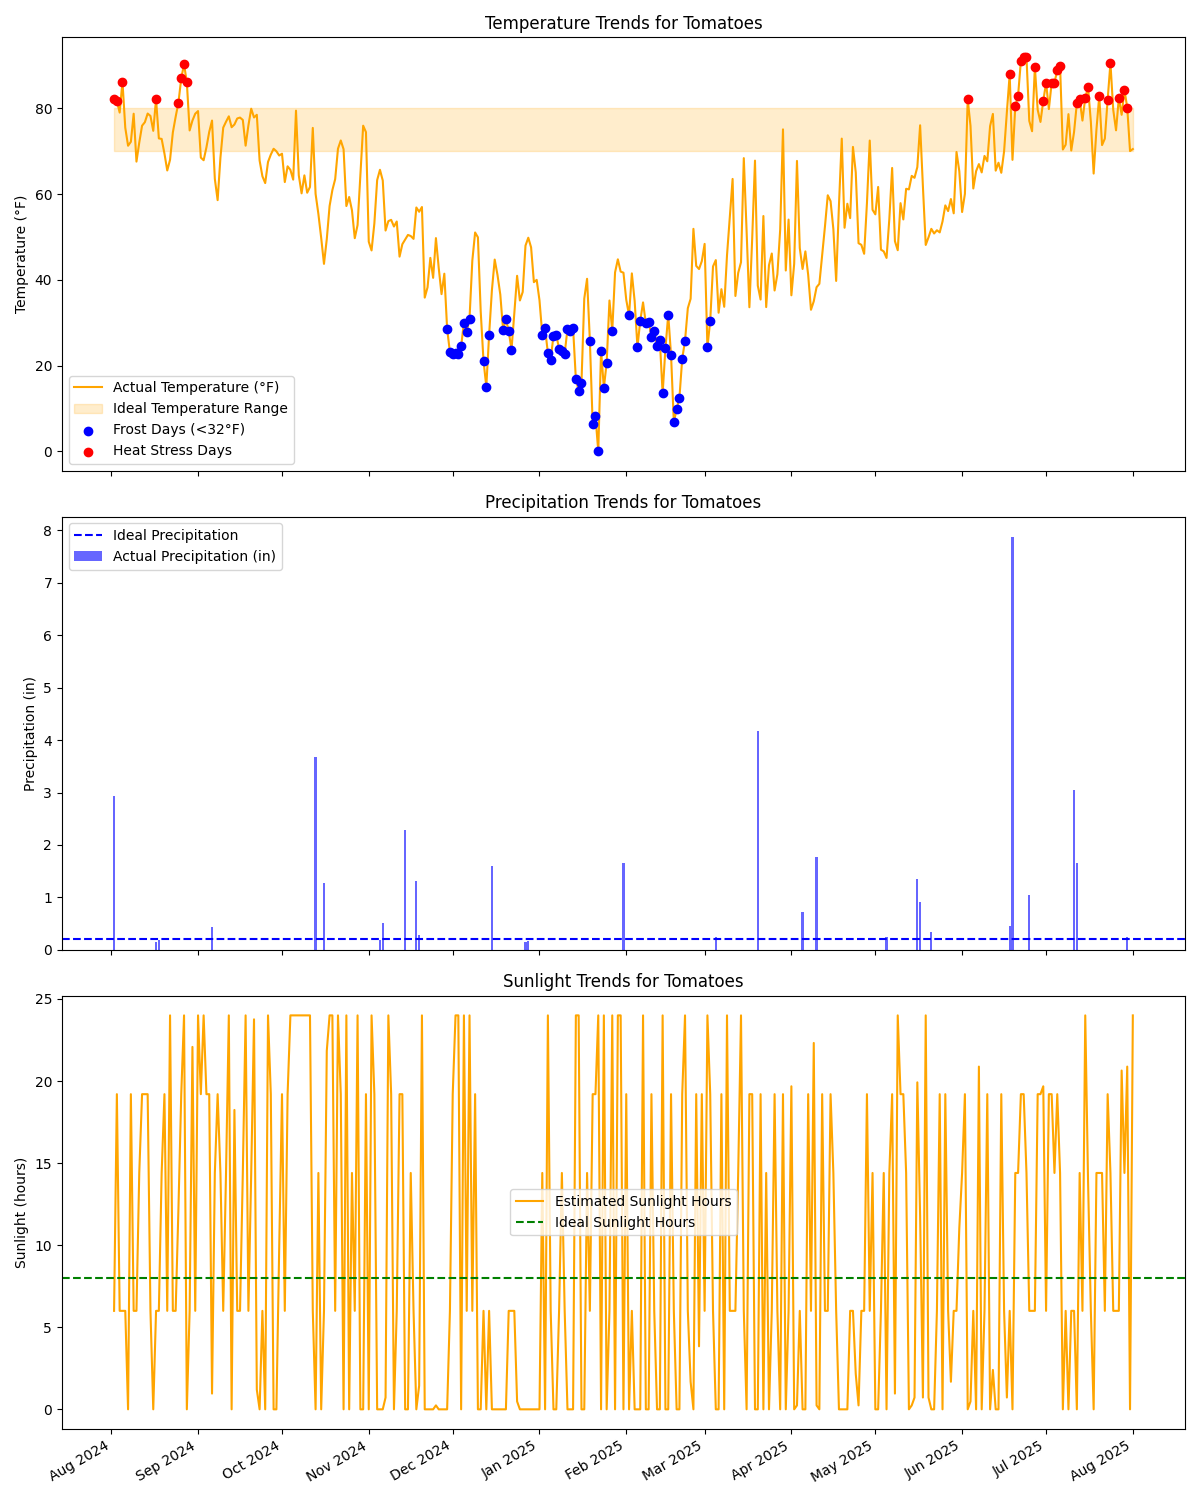 Temperature Trends for Tomatoes
Temperature (°F)
80
60
40
20
0
Actual Temperature (°F)
Ideal Temperature Range
Frost Days (<32°F)
Heat Stress Days
Precipitation Trends for Tomatoes
Precipitation (in)
8
7
6
5
4
3
2
1
0
Ideal Precipitation
Actual Precipitation (in)
Sunlight Trends for Tomatoes
Sunlight (hours)
25
20
15
10
5
0
Estimated Sunlight Hours
Ideal Sunlight Hours
Aug 2024
Sep 2024
Oct 2024
Nov 2024
Dec 2024
Jan 2025
Feb 2025
Mar 2025
Apr 2025
May 2025
Jun 2025
Jul 2025
Aug 2025